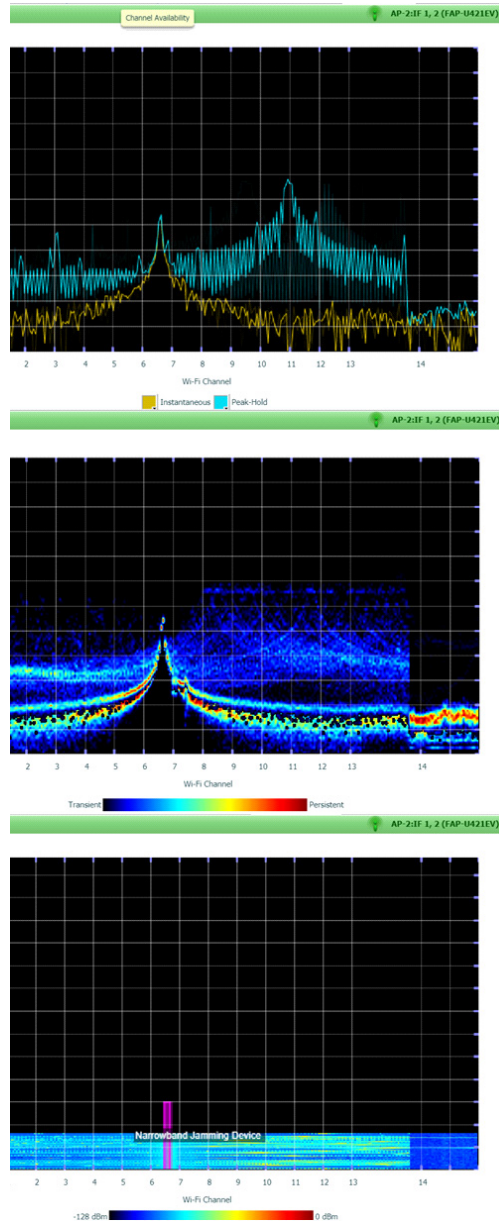 Channel Availability
AP-2:IF 1, 2 (FAP-U421EV)
2 3 4 5 6 7 8 9 10 11 12 13 14
Wi-Fi Channel
Instantaneous Peak-Hold
AP-2:IF 1, 2 (FAP-U421EV)
2 3 4 5 6 7 8 9 10 11 12 13 14
Wi-Fi Channel
Transient Persistent
AP-2:IF 1, 2 (FAP-U421EV)
Narrowband Jamming Device
2 3 4 5 6 7 8 9 10 11 12 13 14
Wi-Fi Channel
-128 dBm 0 dBm